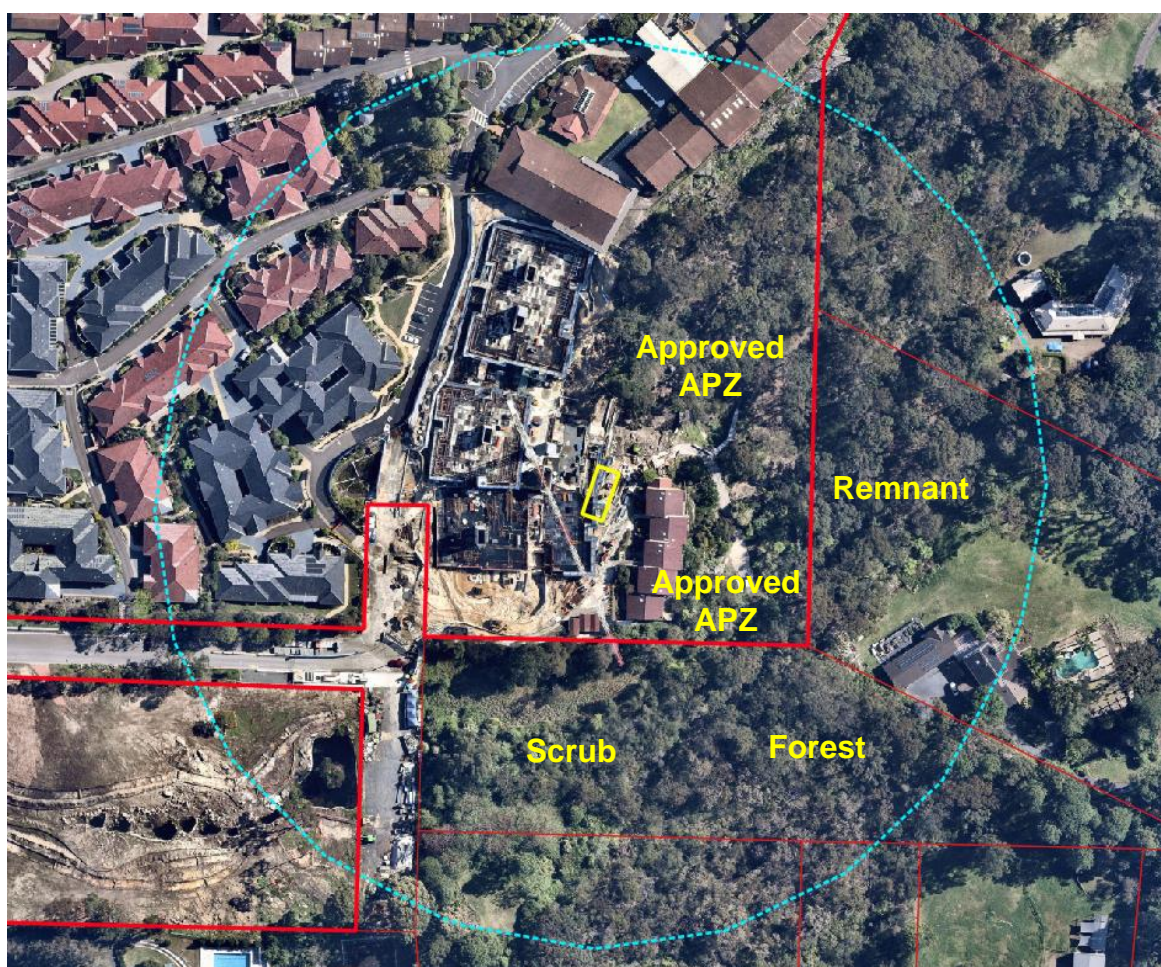 Approved
APZ
Remnant
Approved
APZ
Scrub
Forest